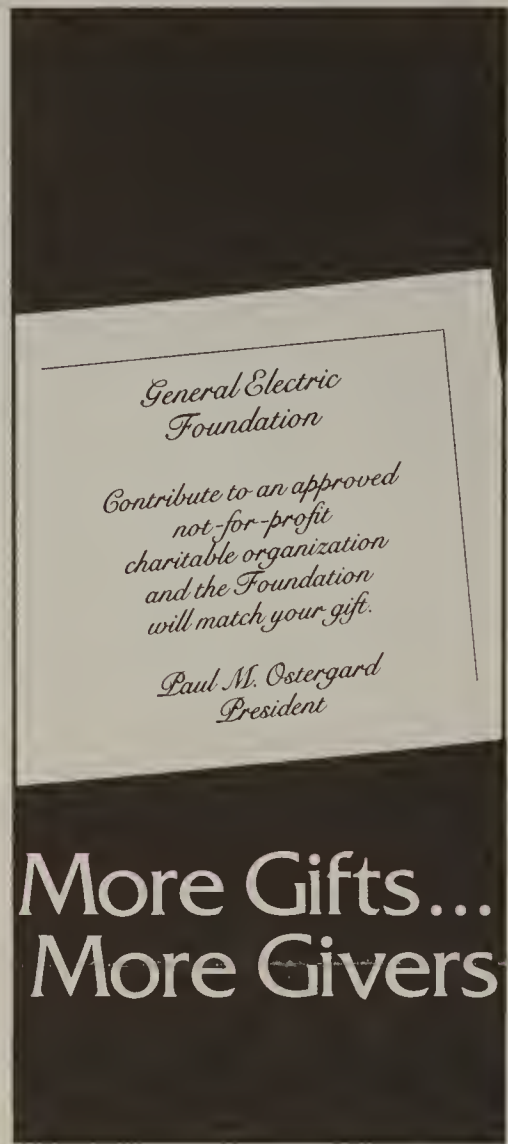 General Electric
Foundation
Contribute to an approved
not-for-profit
charitable organization
and the Foundation
will match your gift.
Paul M. Ostergard
President
More Gifts...
More Givers